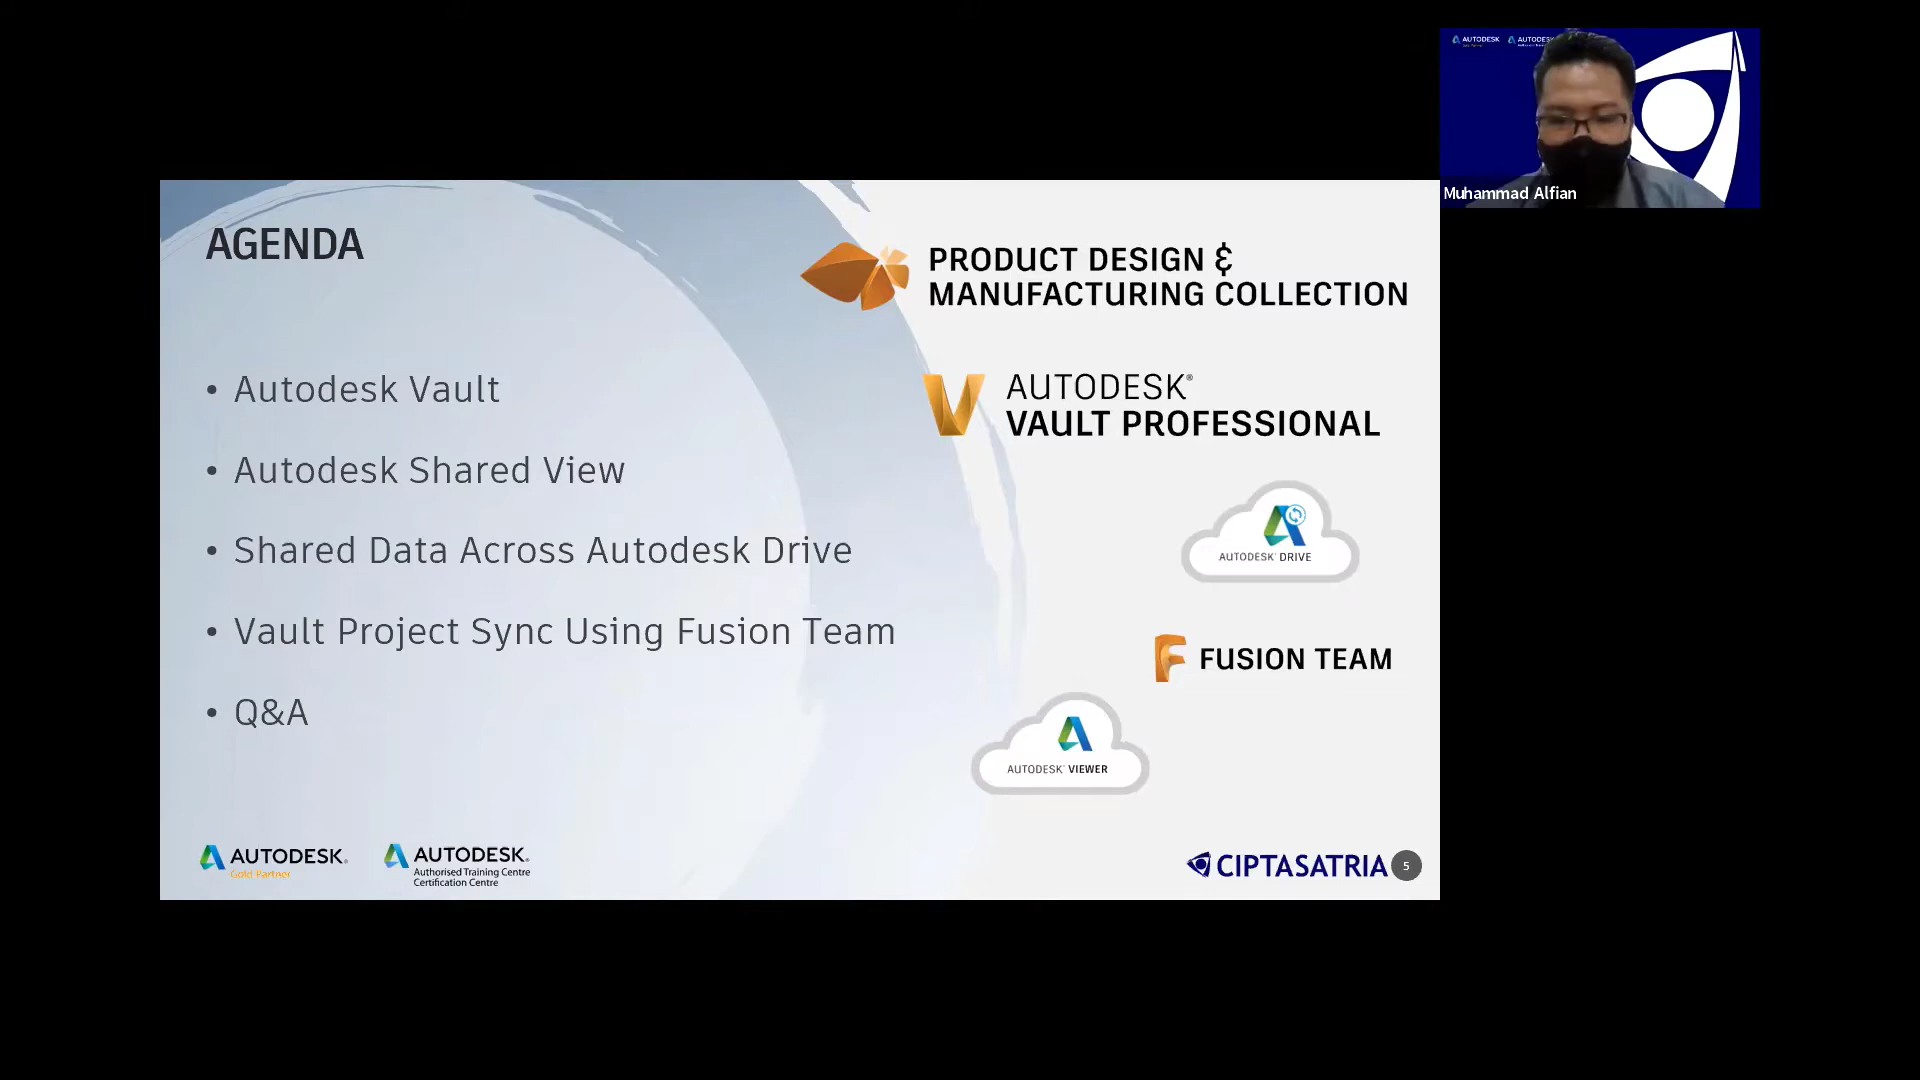 AUTODESK
AUTODESK
Muhammad Alfian
AGENDA
PRODUCT DESIGN &
MANUFACTURING COLLECTION
• Autodesk Vault
AUTODESK®
VAULT PROFESSIONAL
• Autodesk Shared View
• Shared Data Across Autodesk Drive
AUTODESK® DRIVE
• Vault Project Sync Using Fusion Team
FUSION TEAM
• Q&A
AUTODESK® VIEWER
AUTODESK®
Gold Partner
AUTODESK®
Authorised Training Centre
Certification Centre
CIPTASATRIA
5